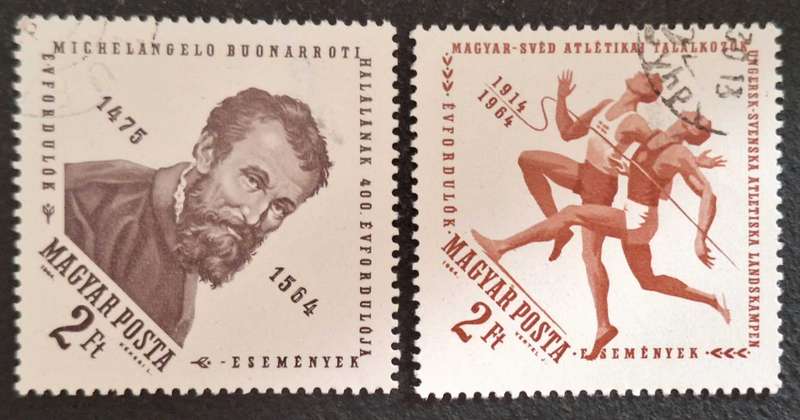 MICHELANGELO BUONARROTI
HALÁLÁNAK 400. ÉVFORDULÓJA
ÉVFORDULÓK
1475
1564
MAGYAR POSTA
1964.
2 Ft
ESEMÉNYEK
MAGYAR-SVÉD ATLÉTIKAI TALÁLKOZÓK
UNGERSK-SVENSKA ATLETISKA LANDSKAMPEN
ÉVFORDULÓK
1914
1964
MAGYAR POSTA
1964.
2 Ft
ESEMÉNYEK